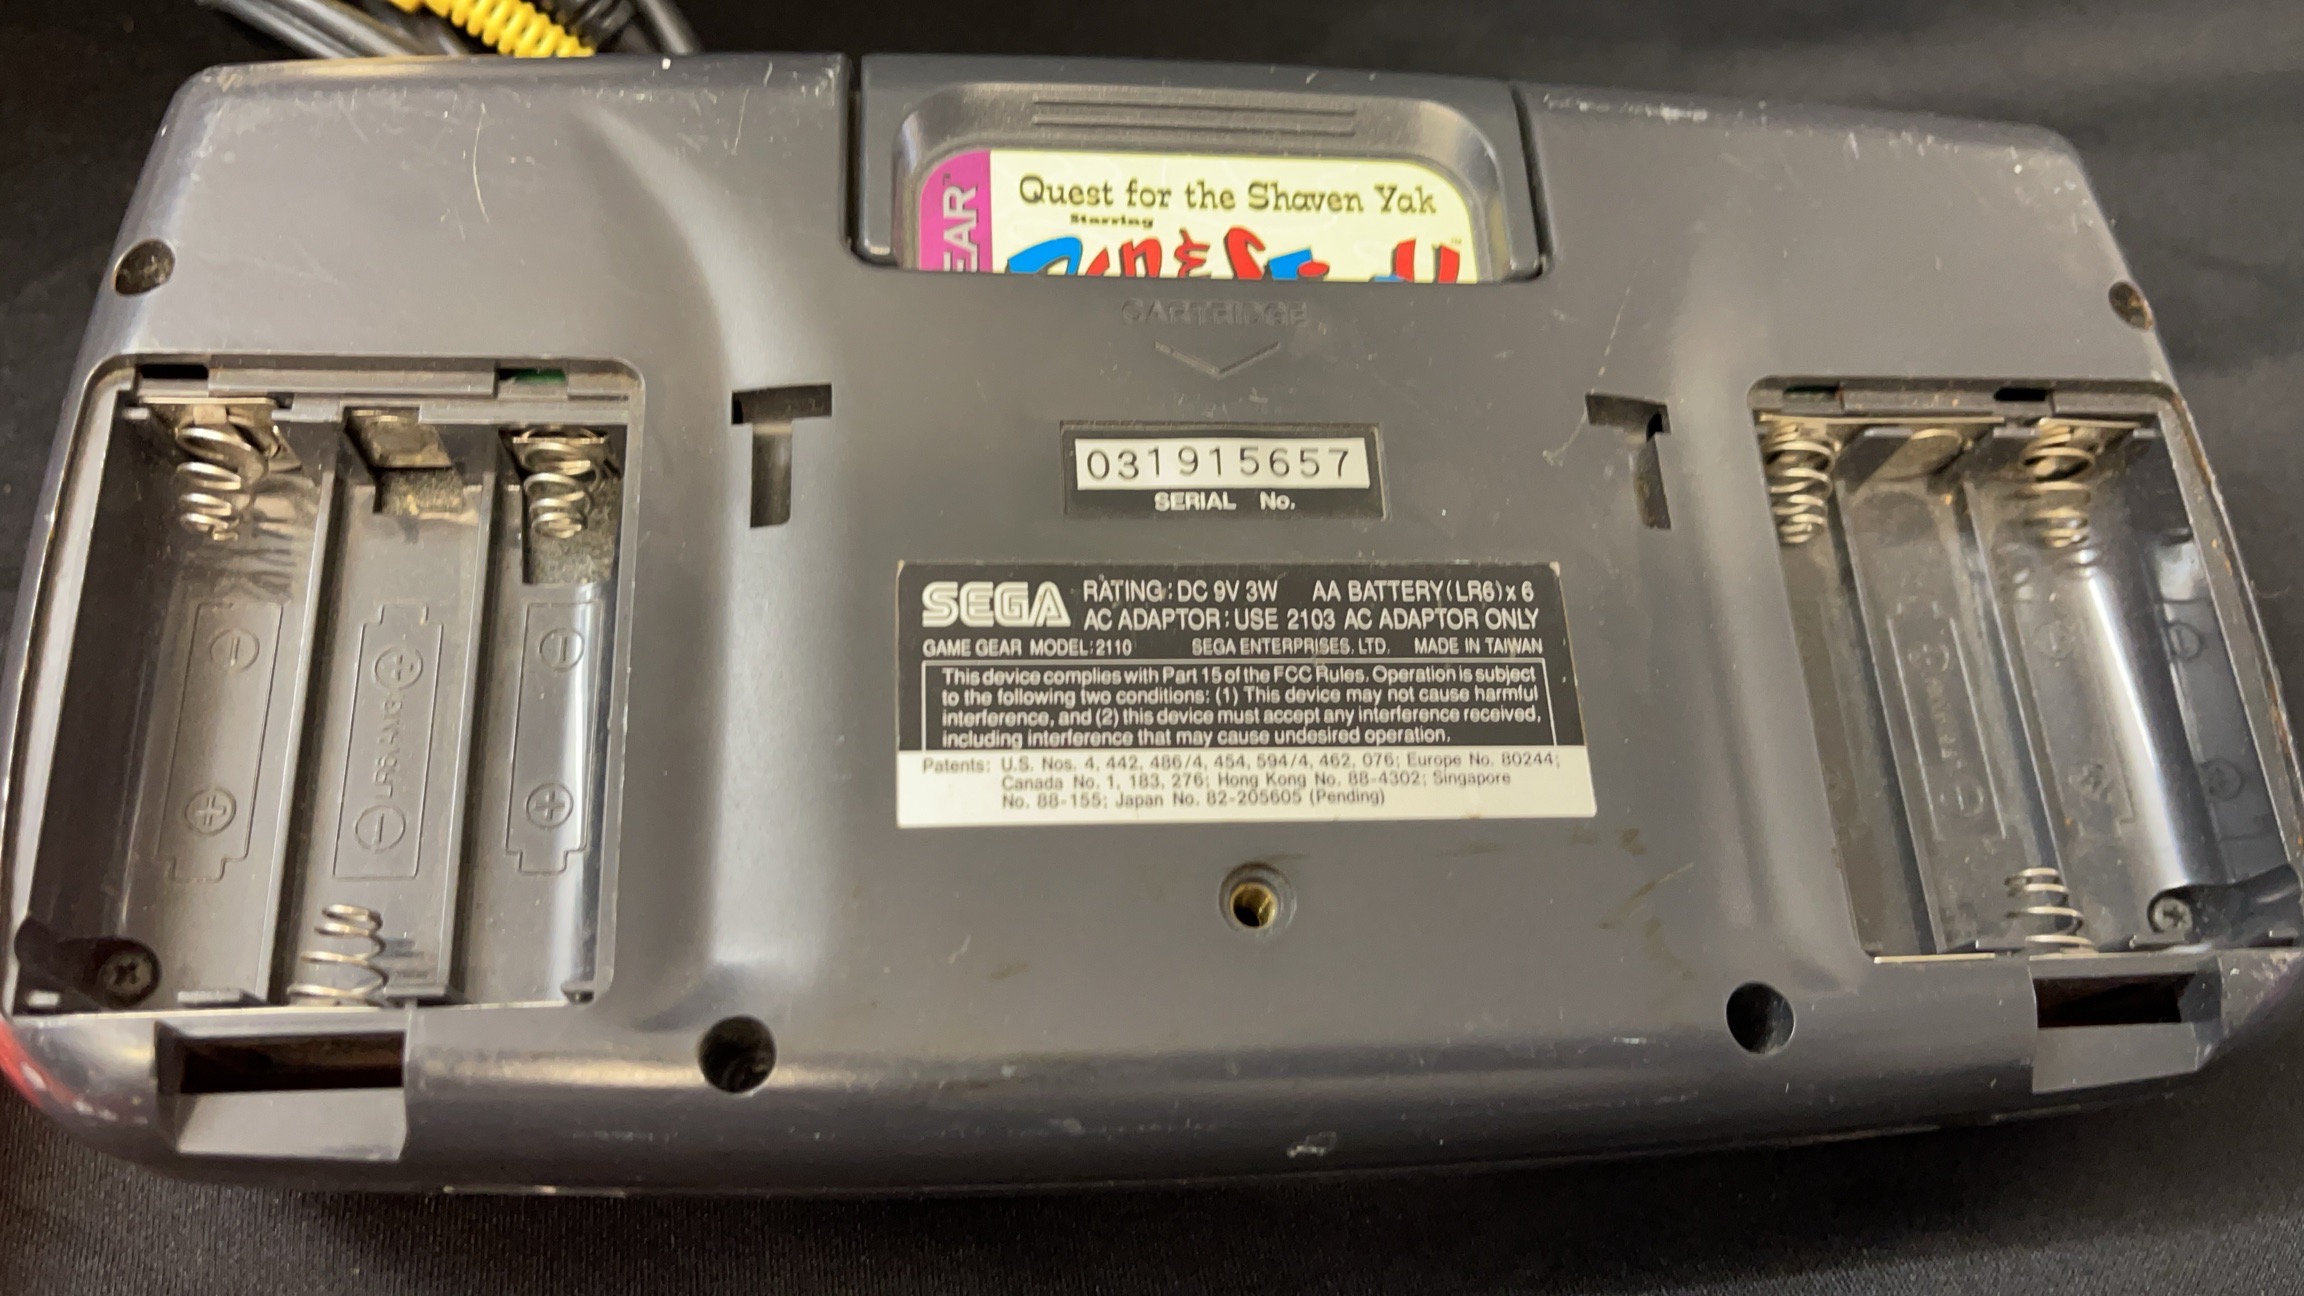 Quest for the Shaven Yak
Starring
EAR™
CARTRIDGE
031915657
SERIAL No.
SEGA RATING: DC 9V 3W AA BATTERY(LR6)x 6
AC ADAPTOR: USE 2103 AC ADAPTOR ONLY
GAME GEAR MODEL:2110 SEGA ENTERPRISES, LTD. MADE IN TAIWAN
This device complies with Part 15 of the FCC Rules. Operation is subject
to the following two conditions: (1) This device may not cause harmful
interference, and (2) this device must accept any interference received,
including interference that may cause undesired operation.
Patents: U.S. Nos. 4, 442, 486/4, 454, 594/4, 462, 076; Europe No. 80244;
Canada No. 1, 183, 276; Hong Kong No. 88-4302; Singapore
No. 88-155; Japan No. 82-205605 (Pending)